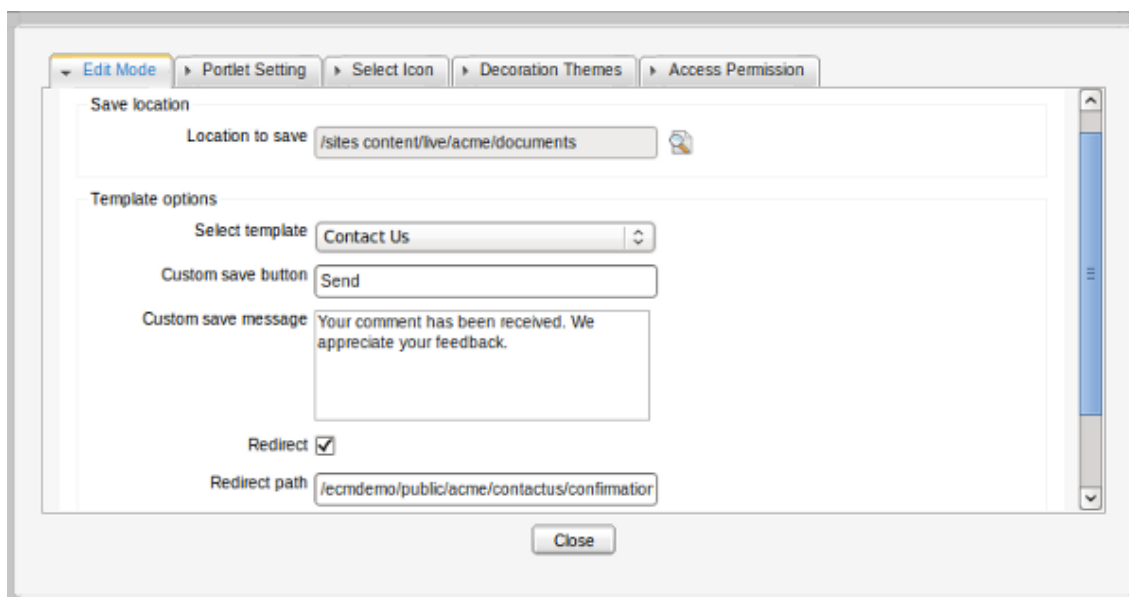 Edit Mode
Portlet Setting
Select Icon
Decoration Themes
Access Permission
Save location
Location to save
/sites content/live/acme/documents
Template options
Select template
Contact Us
Custom save button
Send
Custom save message
Your comment has been received. We
appreciate your feedback.
Redirect
Redirect path
/ecmdemo/public/acme/contactus/confirmation
Close